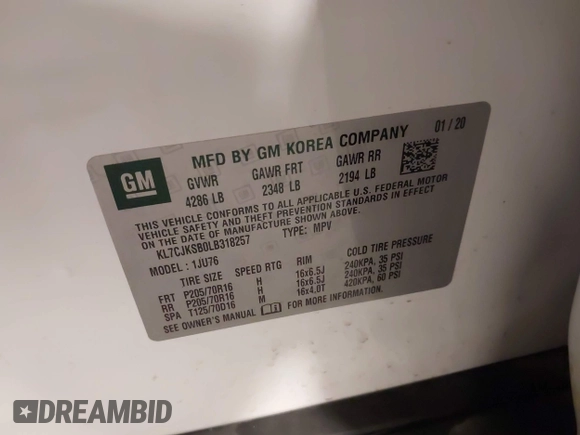 GM
MFD BY GM KOREA COMPANY 01/20
GVWR GAWR FRT GAWR RR
4286 LB 2348 LB 2194 LB
THIS VEHICLE CONFORMS TO ALL APPLICABLE U.S. FEDERAL MOTOR
VEHICLE SAFETY AND THEFT PREVENTION STANDARDS IN EFFECT
ON THE DATE OF MANUFACTURE SHOWN ABOVE.
KL7CJKSB0LB318257 TYPE: MPV
MODEL: 1JU76
TIRE SIZE SPEED RTG RIM COLD TIRE PRESSURE
FRT P205/70R16 H 16x6.5J 240KPA, 35 PSI
RR P205/70R16 H 16x6.5J 240KPA, 35 PSI
SPA T125/70D16 M 16x4.0T 420KPA, 60 PSI
SEE OWNER'S MANUAL FOR MORE INFORMATION.
DREAMBID